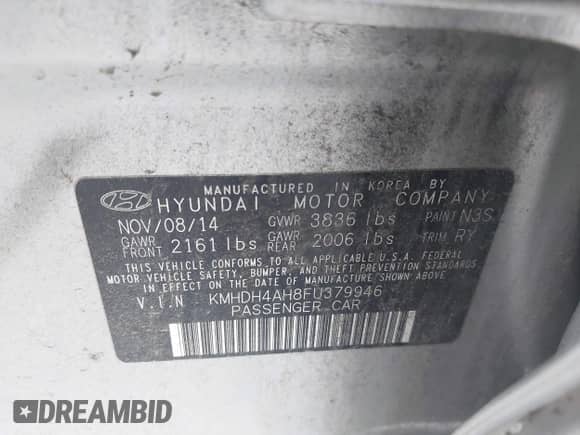 MANUFACTURED IN KOREA BY
HYUNDAI MOTOR COMPANY
NOV/08/14 GVWR 3836 lbs PAINT N3S
GAWR FRONT 2161 lbs GAWR REAR 2006 lbs TRIM RY
THIS VEHICLE CONFORMS TO ALL APPLICABLE U.S.A. FEDERAL
MOTOR VEHICLE SAFETY, BUMPER, AND THEFT PREVENTION
STANDARDS IN EFFECT ON THE DATE OF MANUFACTURE SHOWN ABOVE.
V.I.N KMHDH4AH8FU379946
PASSENGER CAR
DREAMBID